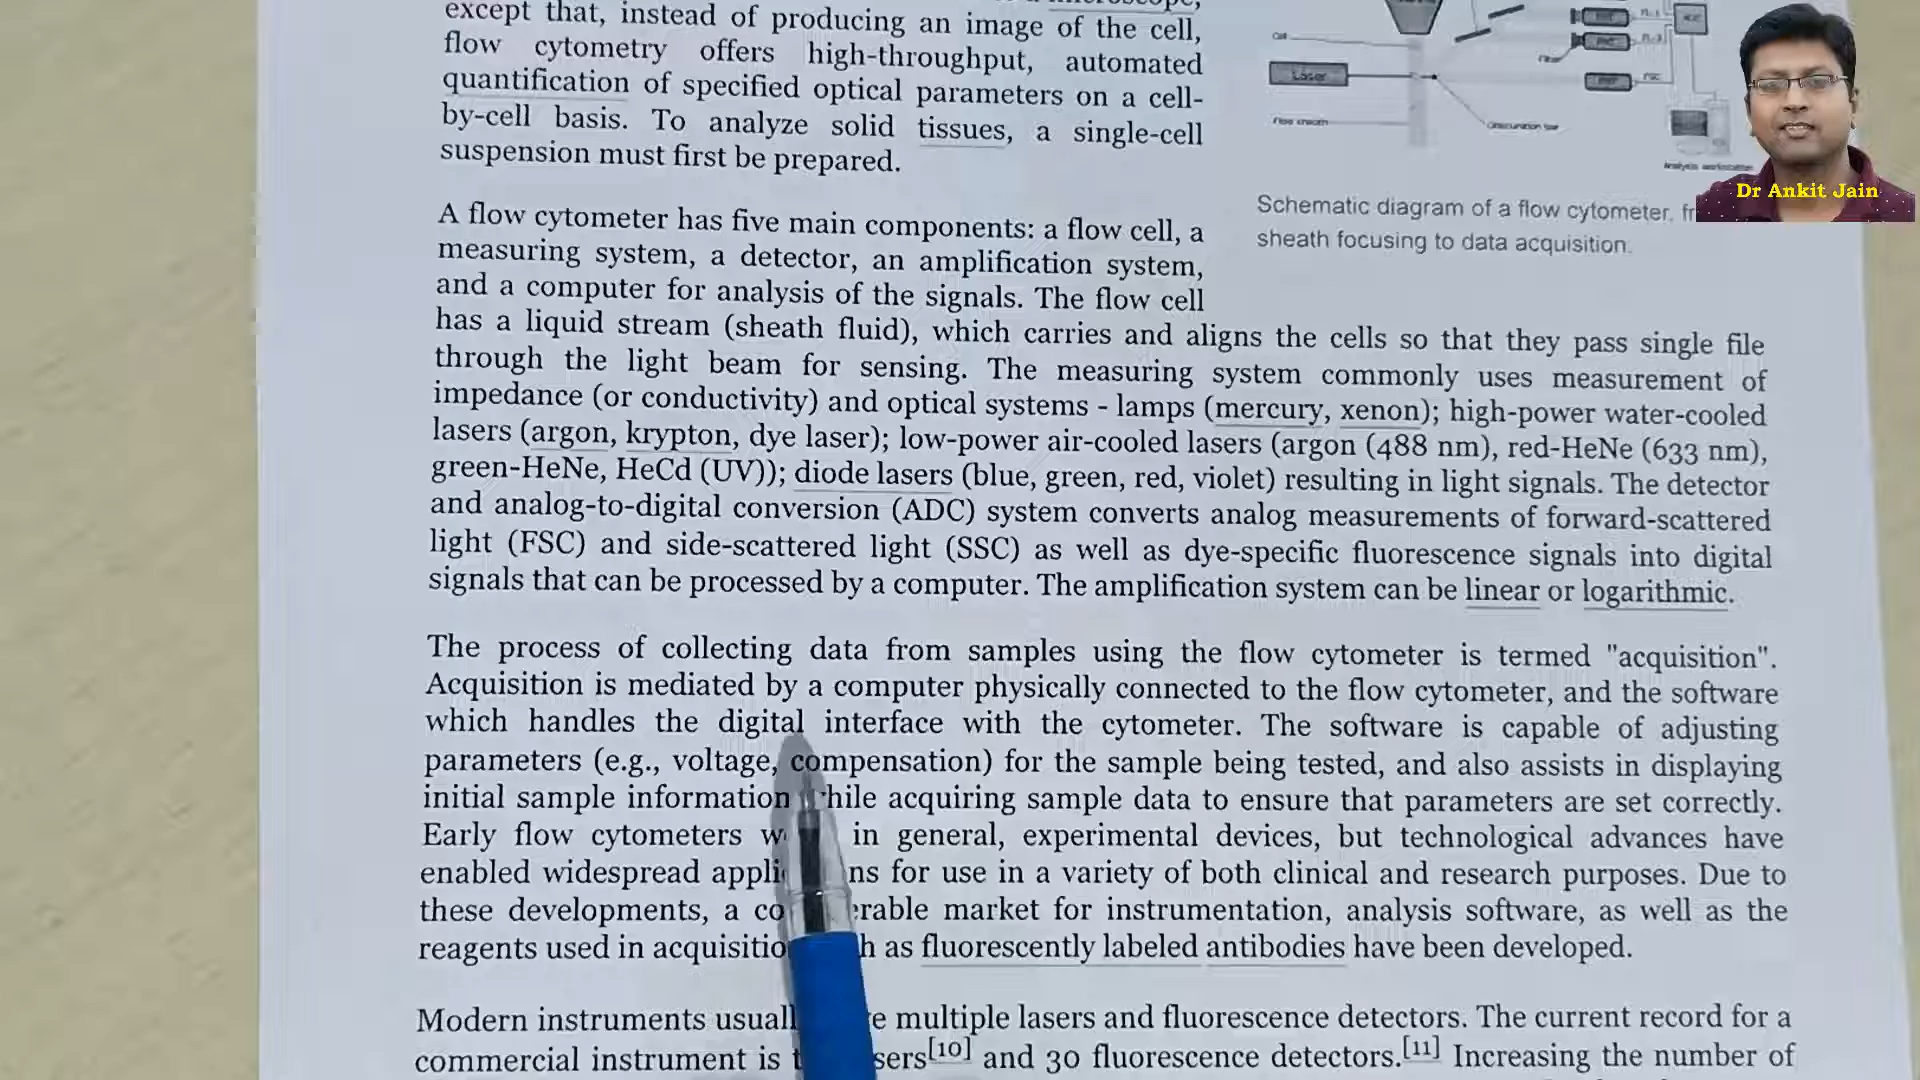 except that, instead of producing an image of the cell,
flow cytometry offers high-throughput, automated
quantification of specified optical parameters on a cell-
by-cell basis. To analyze solid tissues, a single-cell
suspension must first be prepared.
Laser
Dr Ankit Jain
Schematic diagram of a flow cytometer,
sheath focusing to data acquisition.
A flow cytometer has five main components: a flow cell, a
measuring system, a detector, an amplification system,
and a computer for analysis of the signals. The flow cell
has a liquid stream (sheath fluid), which carries and aligns the cells so that they pass single file
through the light beam for sensing. The measuring system commonly uses measurement of
impedance (or conductivity) and optical systems - lamps (mercury, xenon); high-power water-cooled
lasers (argon, krypton, dye laser); low-power air-cooled lasers (argon (488 nm), red-HeNe (633 nm),
green-HeNe, HeCd (UV)); diode lasers (blue, green, red, violet) resulting in light signals. The detector
and analog-to-digital conversion (ADC) system converts analog measurements of forward-scattered
light (FSC) and side-scattered light (SSC) as well as dye-specific fluorescence signals into digital
signals that can be processed by a computer. The amplification system can be linear or logarithmic.
The process of collecting data from samples using the flow cytometer is termed "acquisition".
Acquisition is mediated by a computer physically connected to the flow cytometer, and the software
which handles the digital interface with the cytometer. The software is capable of adjusting
parameters (e.g., voltage, compensation) for the sample being tested, and also assists in displaying
initial sample information while acquiring sample data to ensure that parameters are set correctly.
Early flow cytometers in general, experimental devices, but technological advances have
enabled widespread for use in a variety of both clinical and research purposes. Due to
these developments, a market for instrumentation, analysis software, as well as the
reagents used in as fluorescently labeled antibodies have been developed.
Modern instruments multiple lasers and fluorescence detectors. The current record for a
commercial instrument is [10] and 30 fluorescence detectors.[11] Increasing the number of